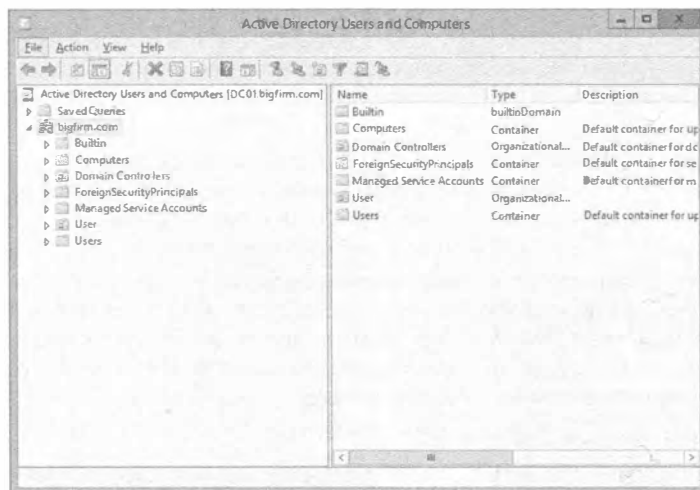 Active Directory Users and Computers
File Action View Help
Active Directory Users and Computers [DC01.bigfirm.com]
Saved Queries
bigfirm.com
Builtin
Computers
Domain Controllers
ForeignSecurityPrincipals
Managed Service Accounts
User
Users
Name Type Description
Builtin builtinDomain
Computers Container Default container for up
Domain Controllers Organizational... Default container for dc
ForeignSecurityPrincipals Container Default container for se
Managed Service Accounts Container Default container for m
User Organizational...
Users Container Default container for up